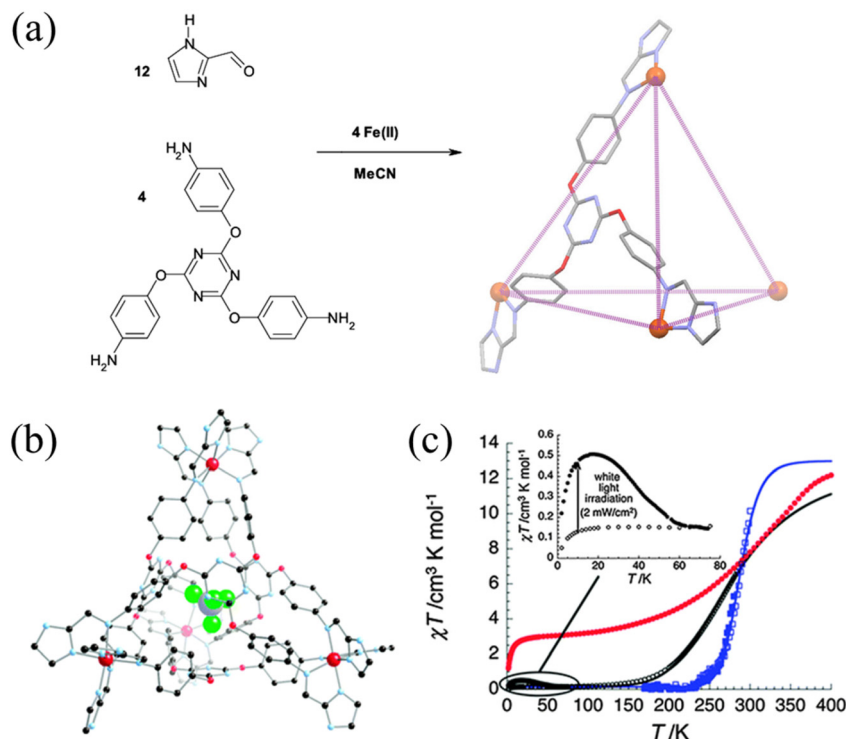 (a)
H
N
N
O
12
4 Fe(II)
MeCN
H₂N
4
O
N
N
N
O
O
NH₂
H₂N
(b)
(c)
χT/cm³ K mol⁻¹
14
12
10
8
6
4
2
0
0 50 100 150 200 250 300 350 400
T/K
χT/cm³ K mol⁻¹
0.6
0.5
0.4
0.3
0.2
0.1
0
0 20 40 60 80
T/K
white
light
irradiation
(2 mW/cm²)